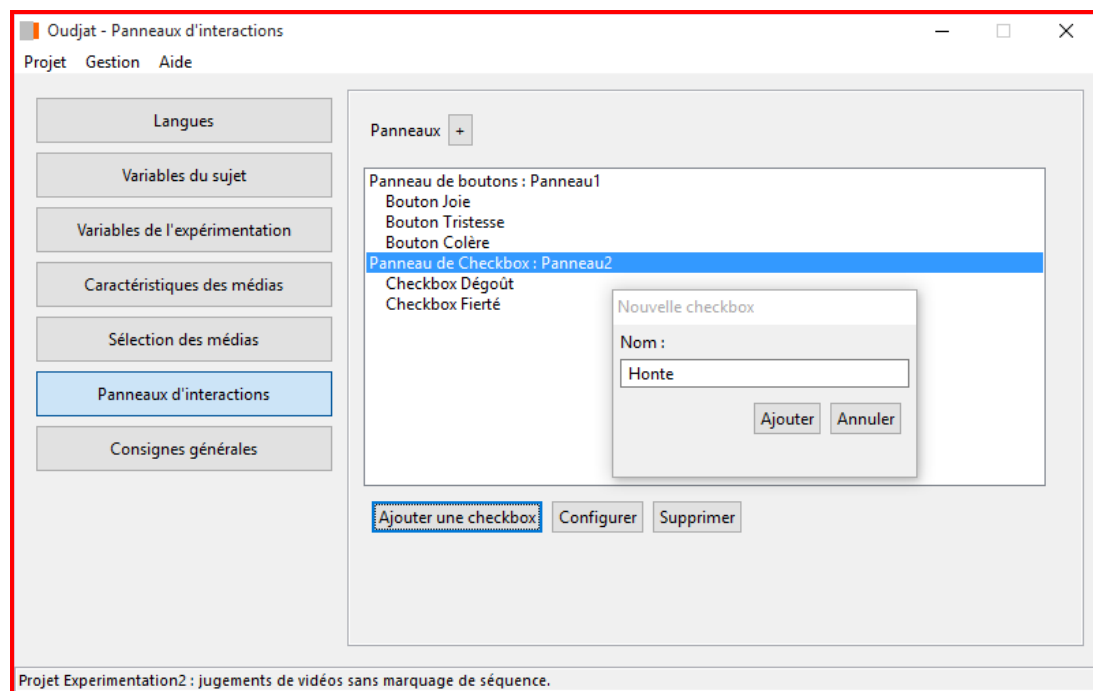 Oudjat - Panneaux d'interactions
Projet Gestion Aide
Langues
Variables du sujet
Variables de l'expérimentation
Caractéristiques des médias
Sélection des médias
Panneaux d'interactions
Consignes générales
Panneaux +
Panneau de boutons : Panneau1
Bouton Joie
Bouton Tristesse
Bouton Colère
Panneau de Checkbox : Panneau2
Checkbox Dégoût
Checkbox Fierté
Nouvelle checkbox
Nom :
Honte
Ajouter Annuler
Ajouter une checkbox Configurer Supprimer
Projet Experimentation2 : jugements de vidéos sans marquage de séquence.